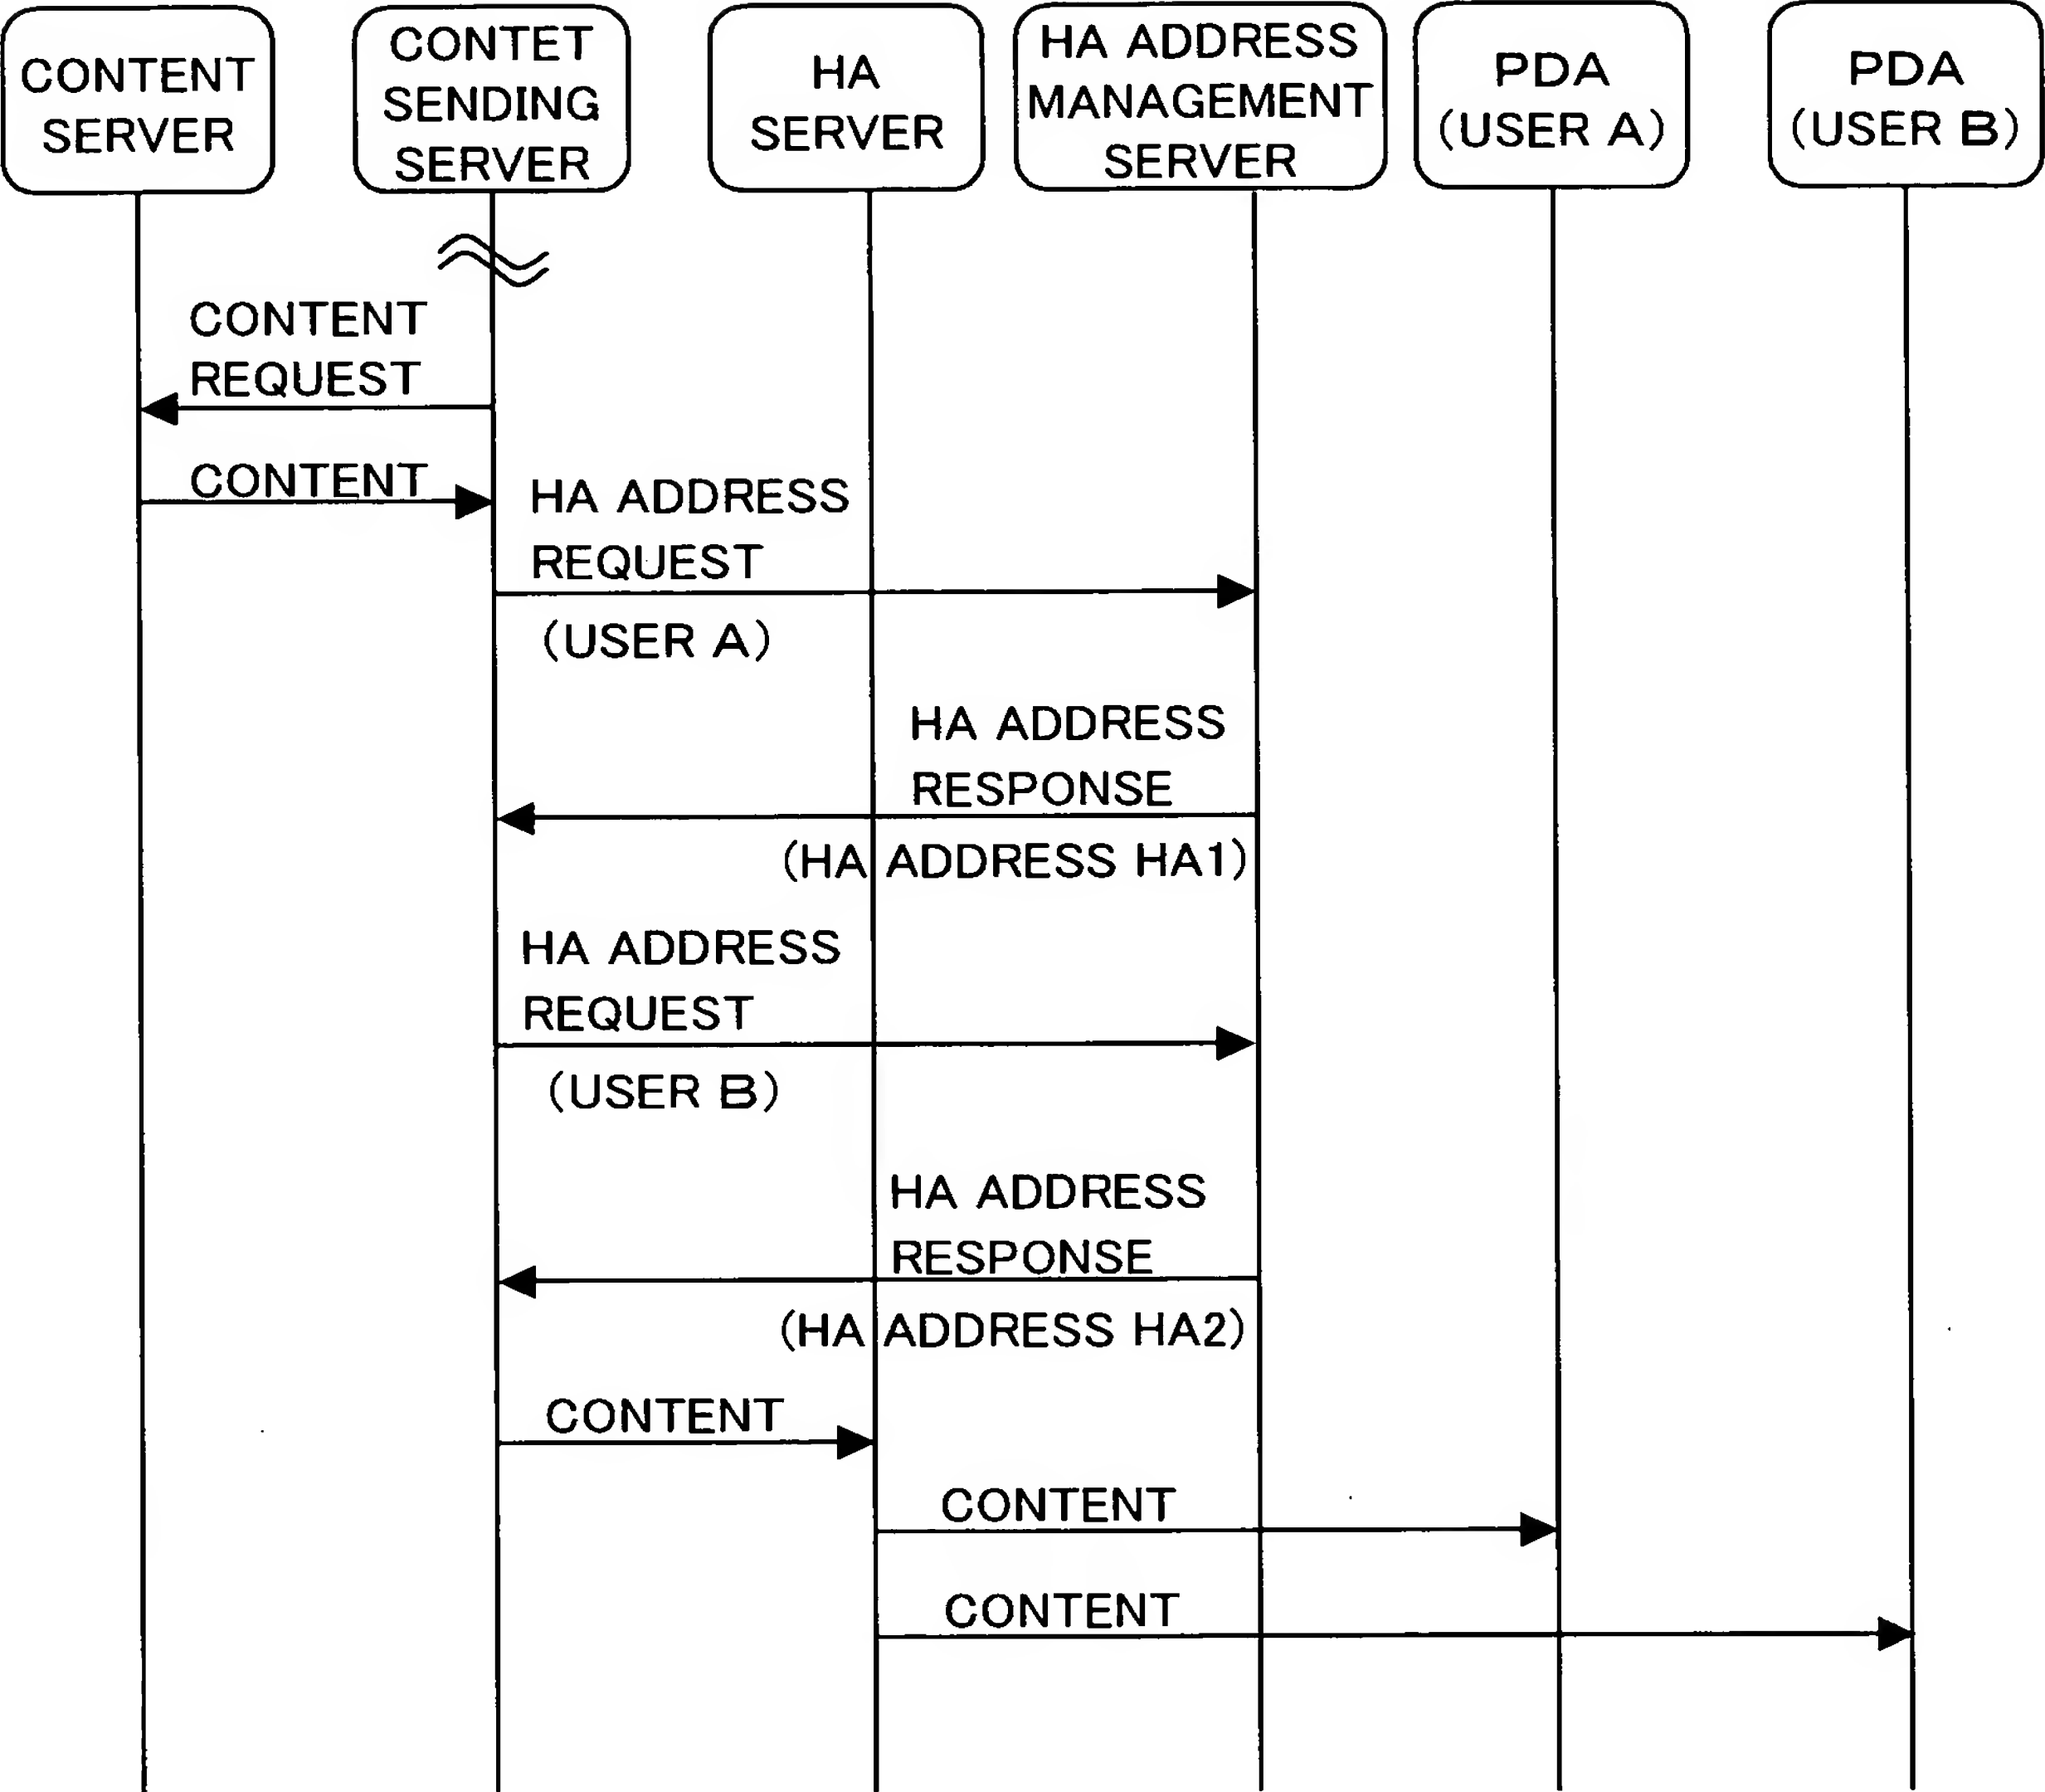 CONTENT
SERVER
CONTET
SENDING
SERVER
HA
SERVER
HA ADDRESS
MANAGEMENT
SERVER
PDA
(USER A)
PDA
(USER B)
CONTENT
REQUEST
CONTENT
HA ADDRESS
REQUEST
(USER A)
HA ADDRESS
RESPONSE
(HA ADDRESS HA1)
HA ADDRESS
REQUEST
(USER B)
HA ADDRESS
RESPONSE
(HA ADDRESS HA2)
CONTENT
CONTENT
CONTENT